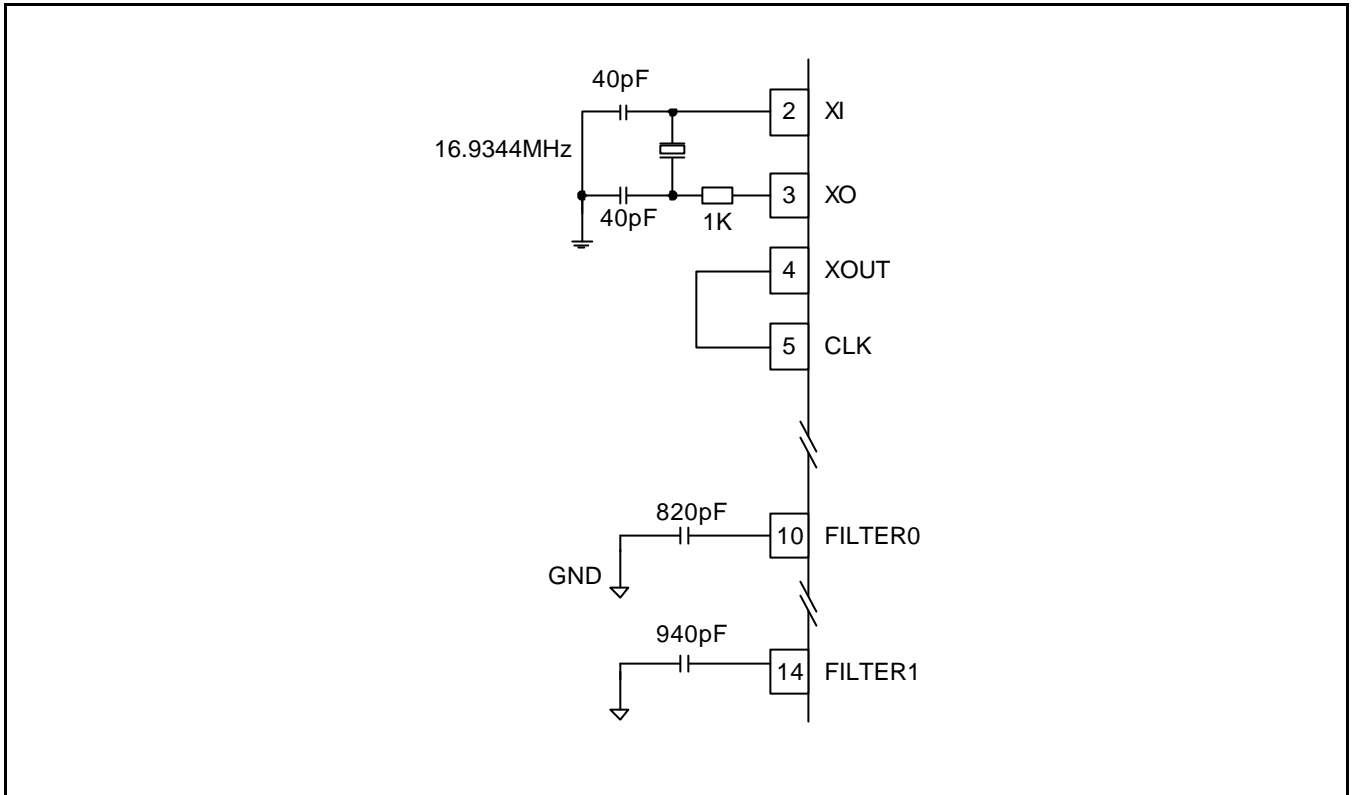 40pF
2 XI
16.9344MHz
3 XO
40pF
1K
4 XOUT
5 CLK
820pF
10 FILTER0
GND
940pF
14 FILTER1